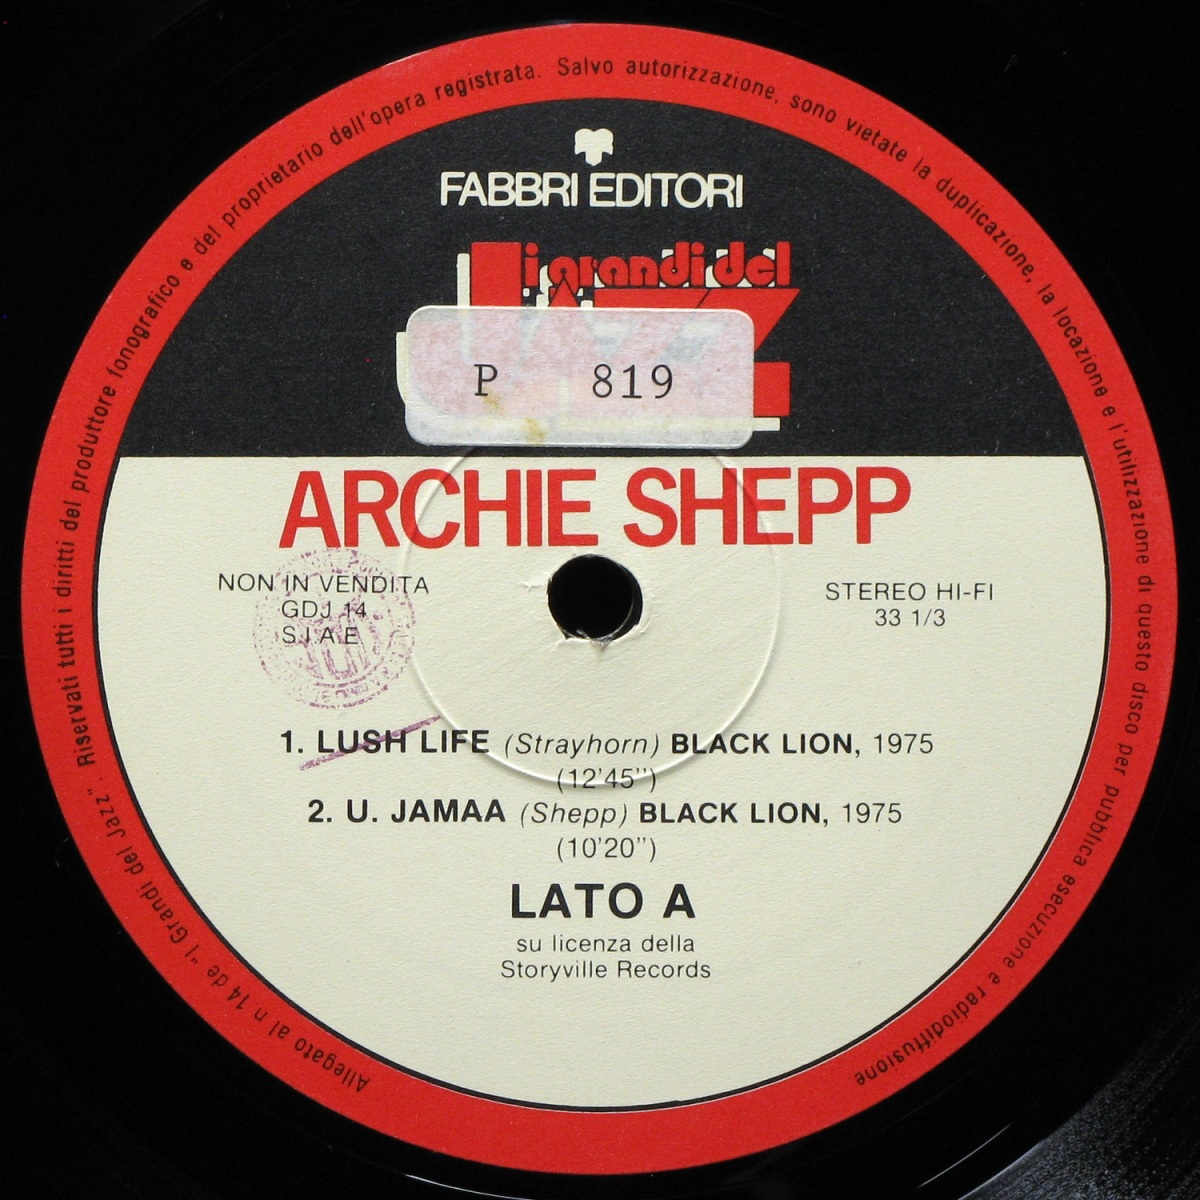 Allegato al n 14 de "I Grandi del Jazz". Riservati tutti i diritti del produttore fonografico e del proprietario dell'opera registrata. Salvo autorizzazione, sono vietate la duplicazione, la locazione e l'utilizzazione di questo disco per pubblica esecuzione e radiodiffusione
FABBRI EDITORI
i grandi del
JAZZ
P 819
ARCHIE SHEPP
NON IN VENDITA
GDJ 14
S.I.A.E
STEREO HI-FI
33 1/3
1. LUSH LIFE (Strayhorn) BLACK LION, 1975
(12'45")
2. U. JAMAA (Shepp) BLACK LION, 1975
(10'20")
LATO A
su licenza della
Storyville Records